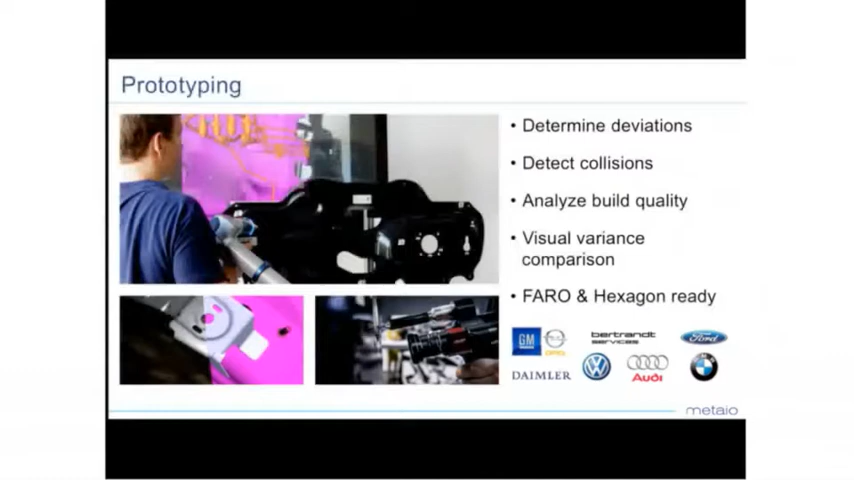 Prototyping
• Determine deviations
• Detect collisions
• Analyze build quality
• Visual variance
comparison
• FARO & Hexagon ready
GM
bertrandt
services
Ford
DAIMLER
Audi
metaio